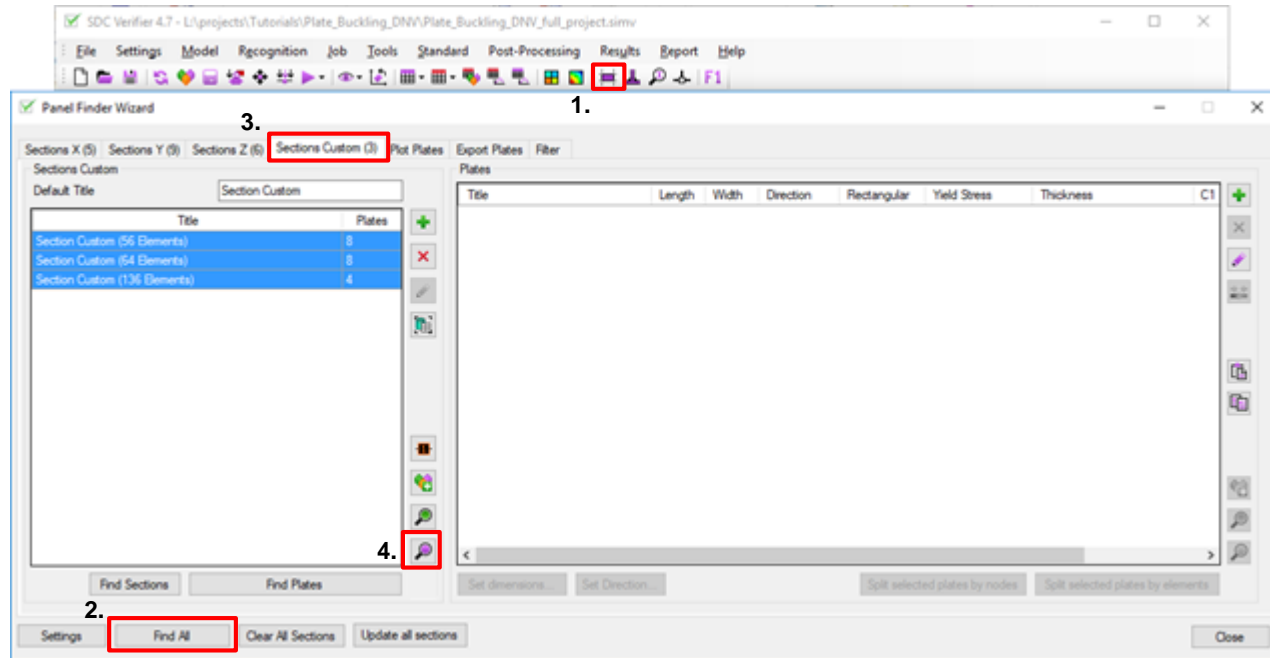 SDC Verifier 4.7 - L:\projects\Tutorials\Plate_Buckling_DNV\Plate_Buckling_DNV_full_project.simv
File Settings Model Recognition Job Tools Standard Post-Processing Results Report Help
F1
1.
Panel Finder Wizard
3.
Sections X (5) Sections Y (9) Sections Z (6) Sections Custom (3) Plot Plates Export Plates Filter
Sections Custom
Default Title Section Custom
Title Plates
Section Custom (56 Elements) 8
Section Custom (64 Elements) 8
Section Custom (136 Elements) 4
Plates
Title Length Width Direction Rectangular Yield Stress Thickness C1
4.
Find Sections Find Plates
Set dimensions... Set Direction... Split selected plates by nodes Split selected plates by elements
2.
Settings Find All Clear All Sections Update all sections Close